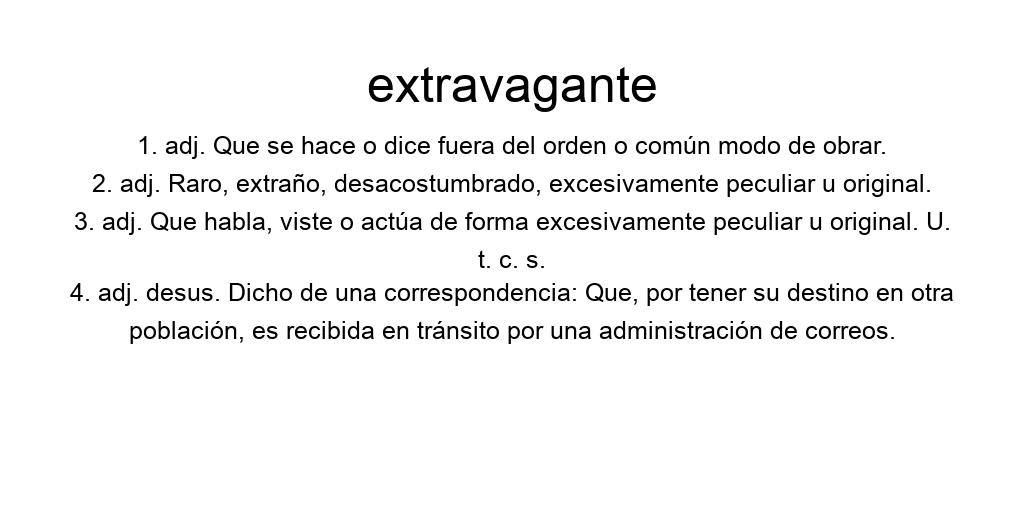 extravagante
1. adj. Que se hace o dice fuera del orden o común modo de obrar.
2. adj. Raro, extraño, desacostumbrado, excesivamente peculiar u original.
3. adj. Que habla, viste o actúa de forma excesivamente peculiar u original. U.
t. c. s.
4. adj. desus. Dicho de una correspondencia: Que, por tener su destino en otra
población, es recibida en tránsito por una administración de correos.